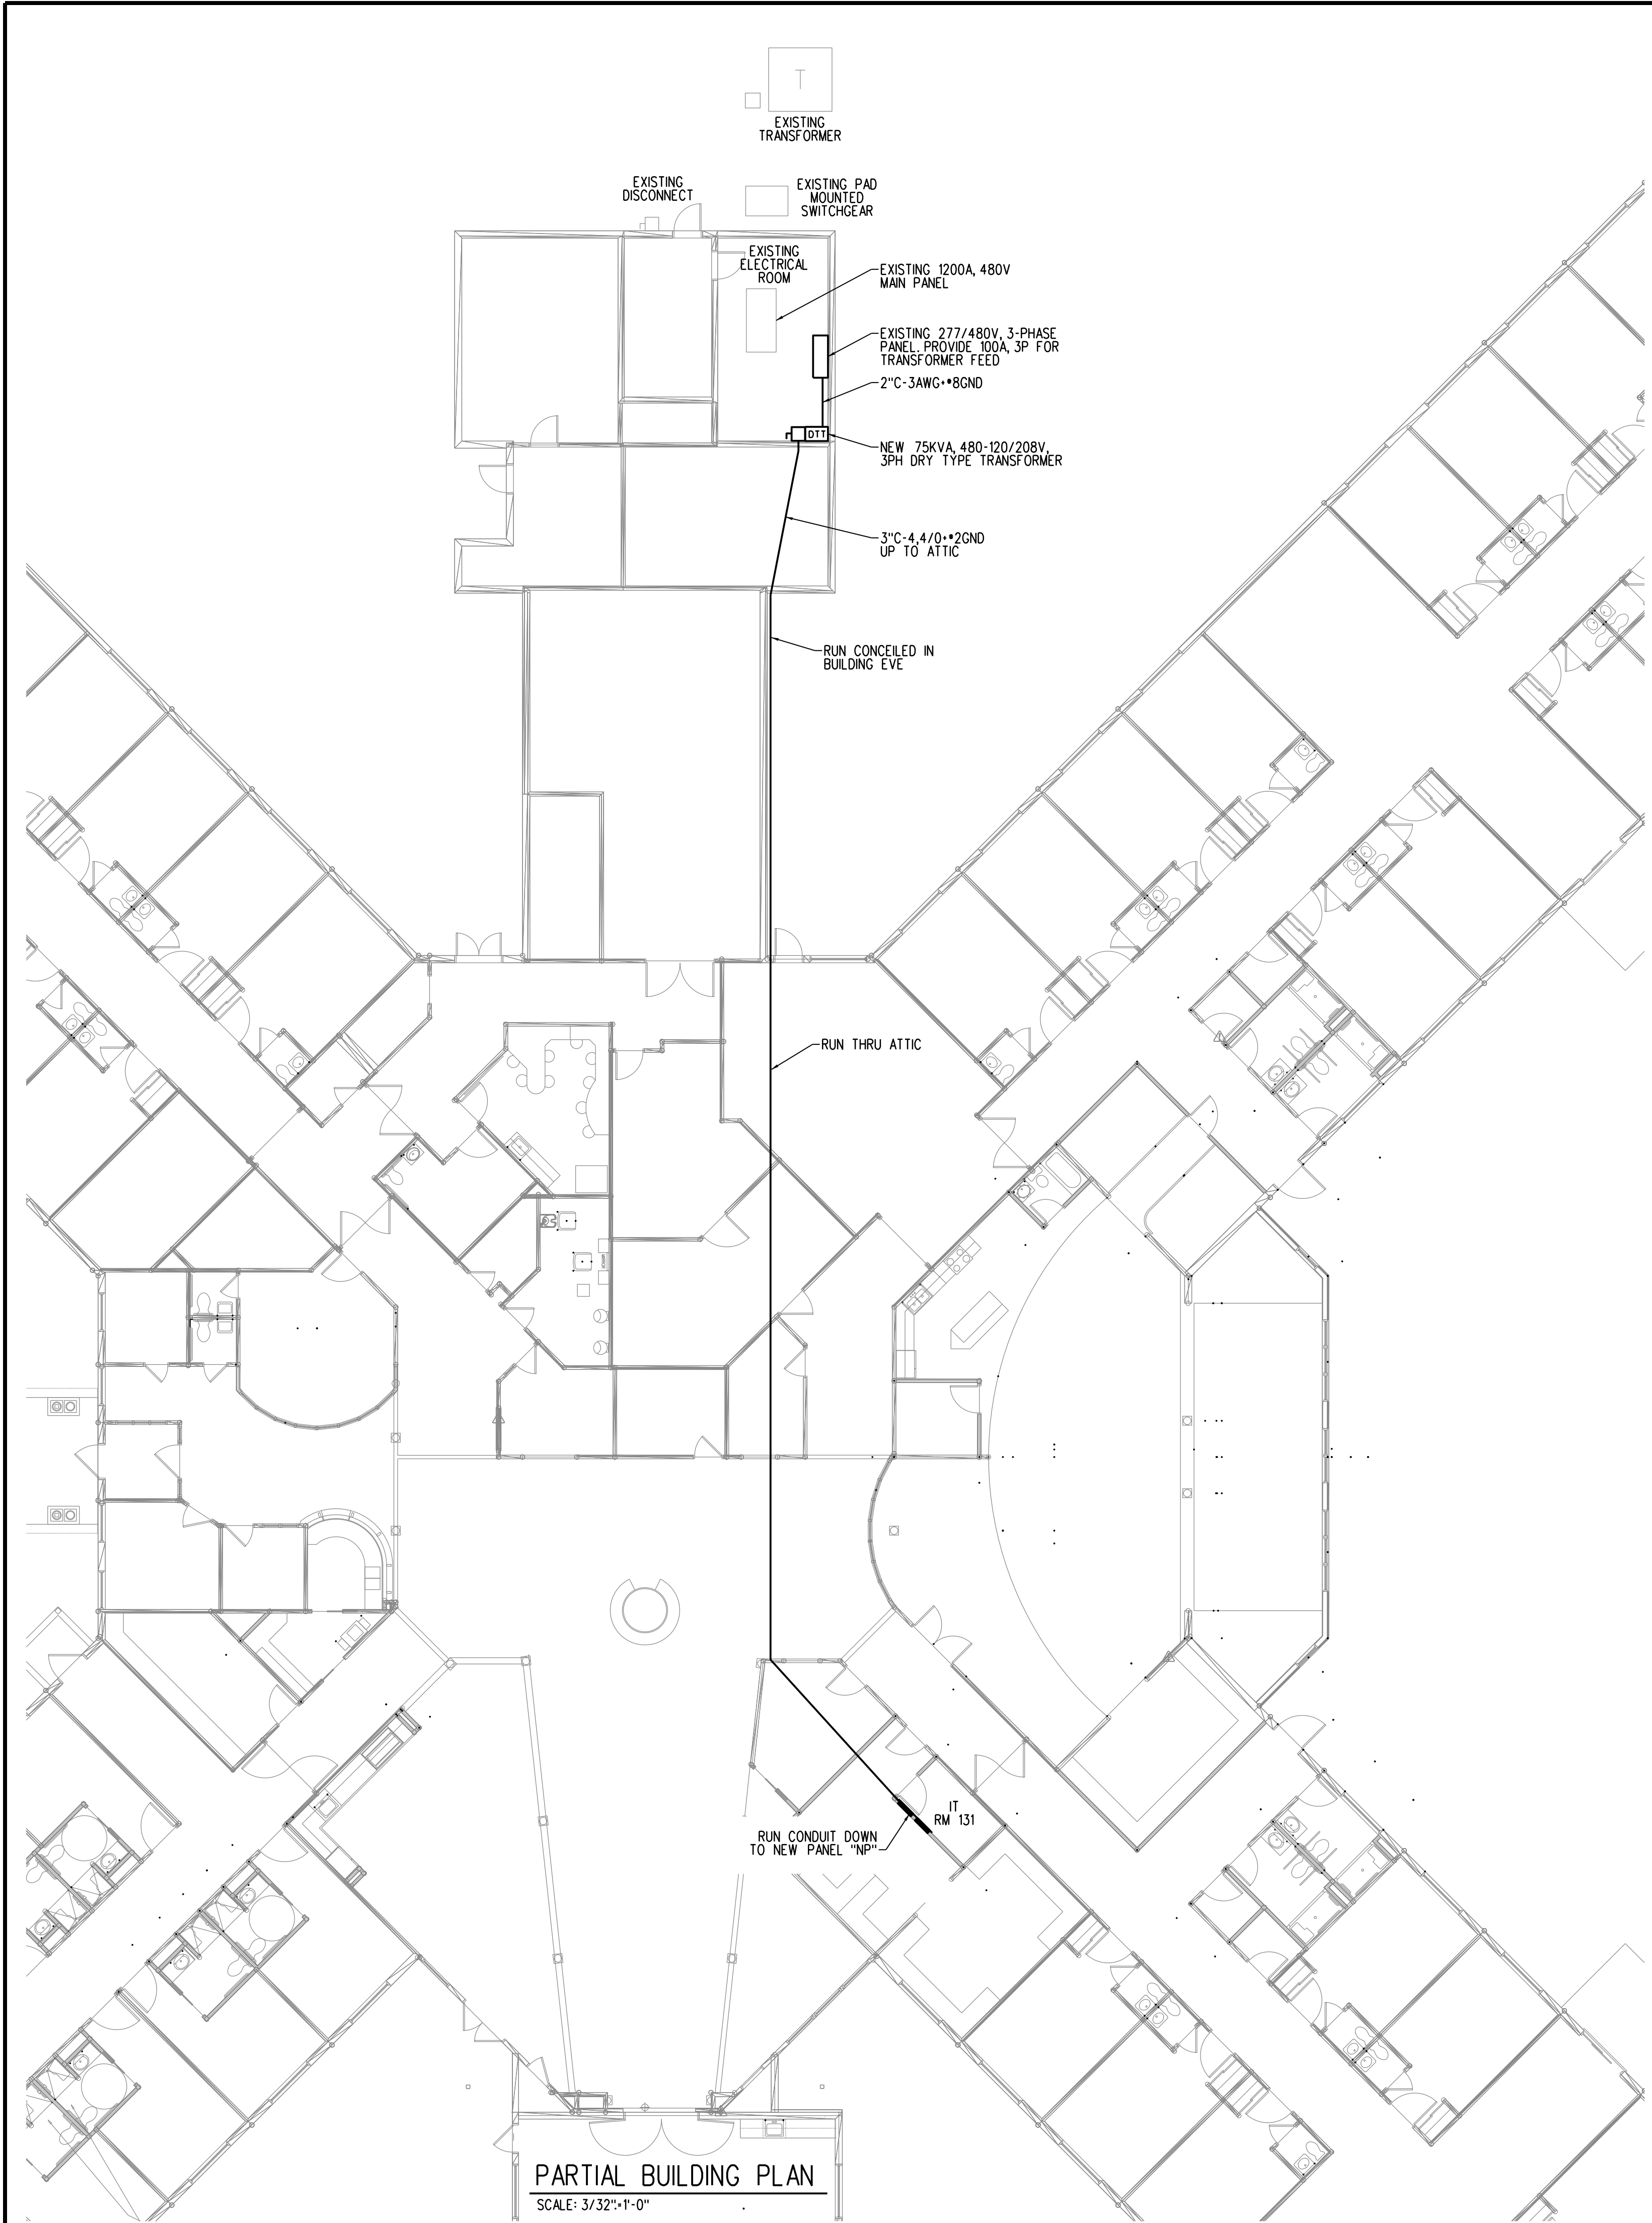 T
EXISTING
TRANSFORMER
EXISTING
DISCONNECT
EXISTING PAD
MOUNTED
SWITCHGEAR
EXISTING
ELECTRICAL
ROOM
EXISTING 1200A, 480V
MAIN PANEL
EXISTING 277/480V, 3-PHASE
PANEL. PROVIDE 100A, 3P FOR
TRANSFORMER FEED
2"C-3AWG+#8GND
DTT
NEW 75KVA, 480-120/208V,
3PH DRY TYPE TRANSFORMER
3"C-4,4/0+#2GND
UP TO ATTIC
RUN CONCEILED IN
BUILDING EVE
RUN THRU ATTIC
IT
RM 131
RUN CONDUIT DOWN
TO NEW PANEL "NP"
PARTIAL BUILDING PLAN
SCALE: 3/32"=1'-0"